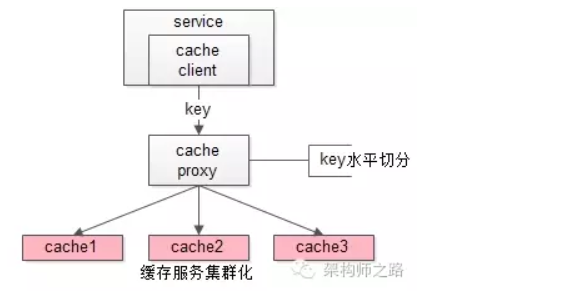 service
cache
client
key
cache
proxy
key水平切分
cache1
cache2
cache3
缓存服务集群化
架构师之路